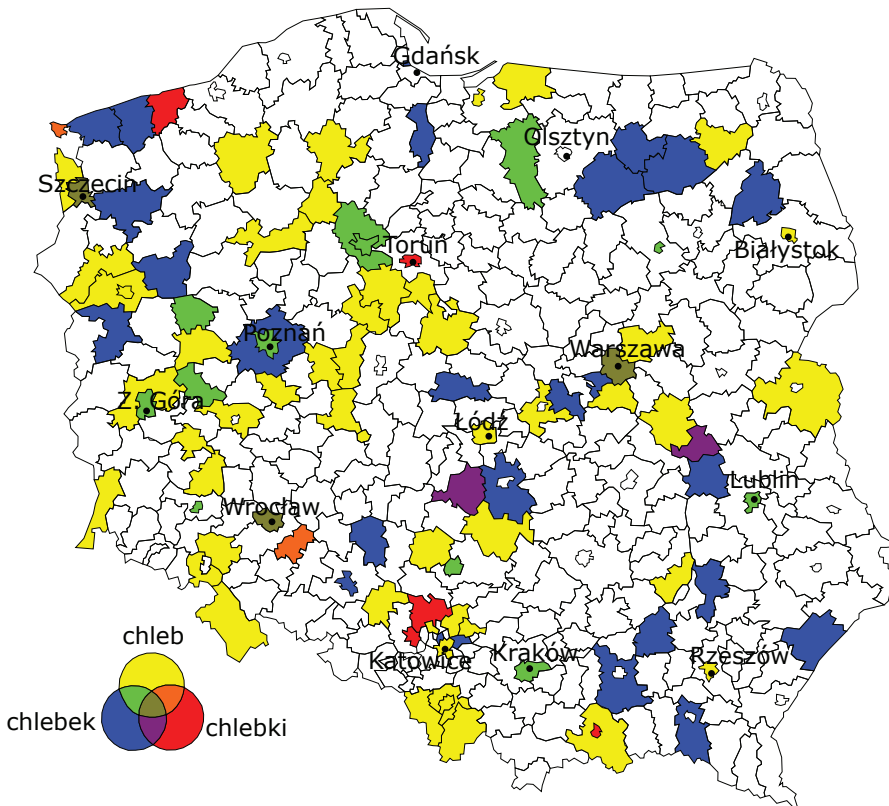 Gdańsk
Olsztyn
Szczecin
Toruń
Białystok
Poznań
Warszawa
Z. Góra
Łódź
Lublin
Wrocław
chleb
Katowice
Kraków
Rzeszów
chlebek
chlebki